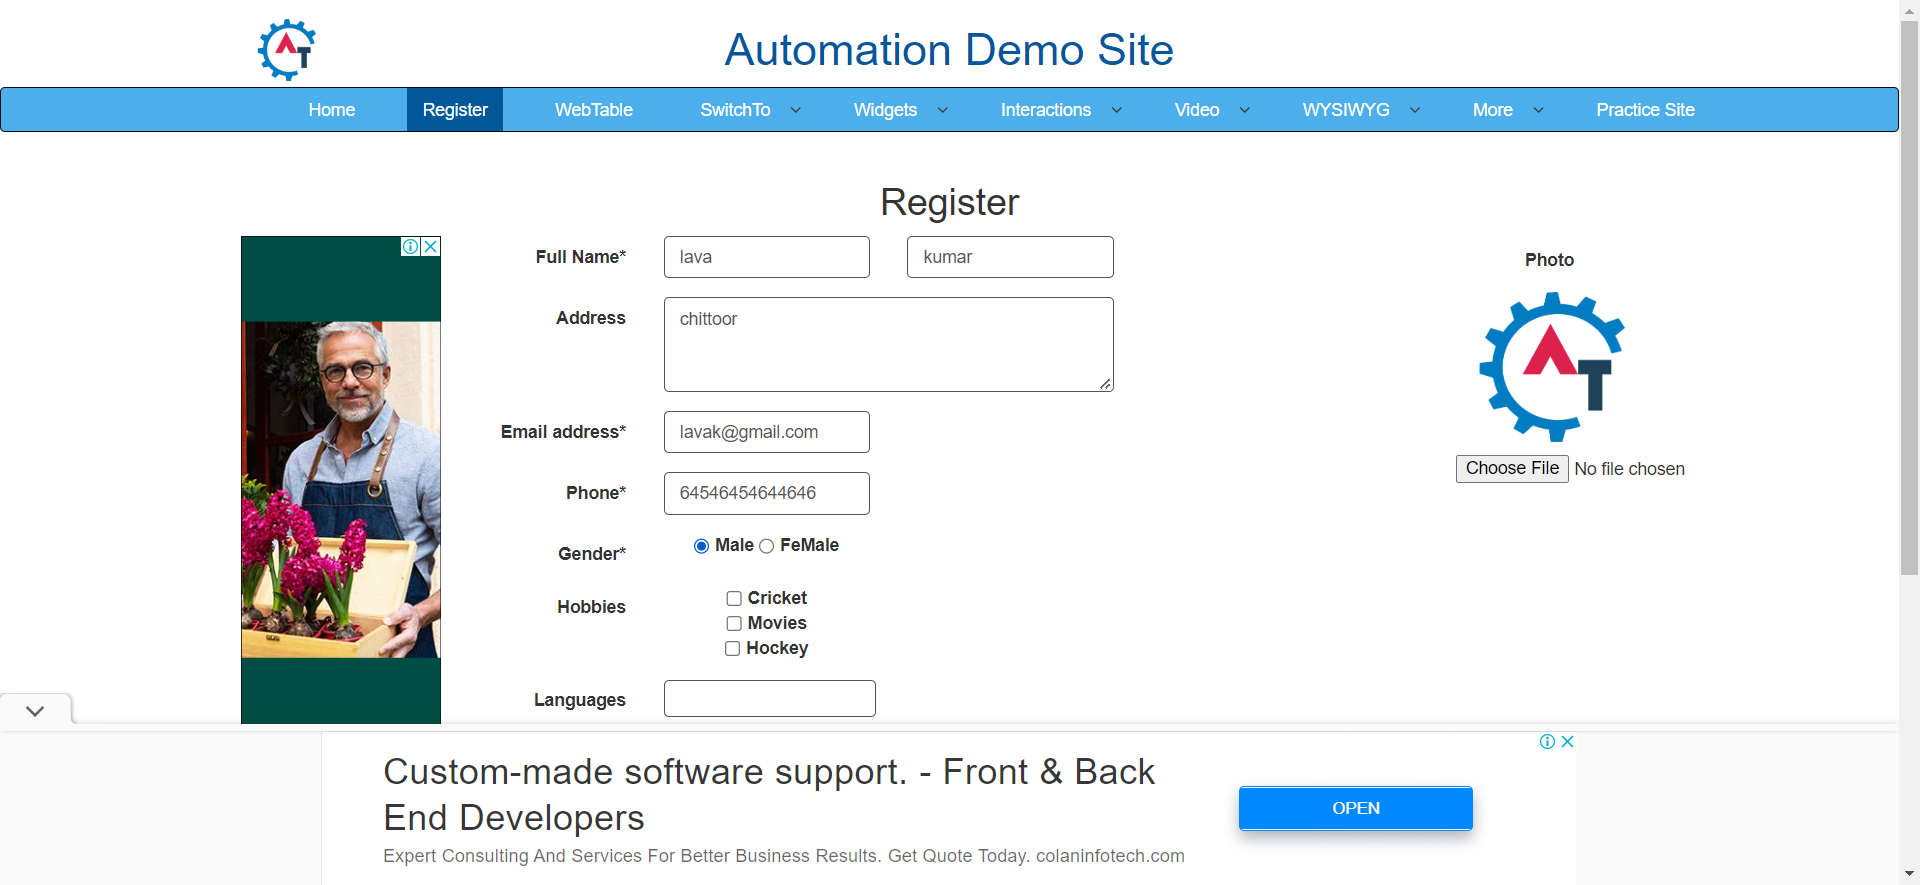 AT
Automation Demo Site
Home Register WebTable SwitchTo Widgets Interactions Video WYSIWYG More Practice Site
Register
Full Name* lava kumar
Photo
Address chittoor
AT
Email address* lavak@gmail.com
Choose File No file chosen
Phone* 64546454644646
Gender* Male FeMale
Hobbies Cricket
Movies
Hockey
Languages
Custom-made software support. - Front & Back
End Developers
OPEN
Expert Consulting And Services For Better Business Results. Get Quote Today. colaninfotech.com